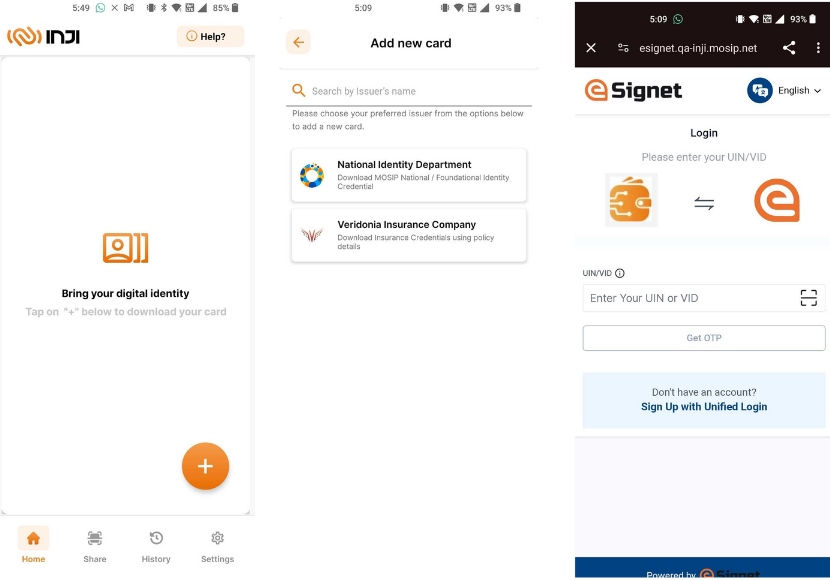 5:49
85%
INJI
Help?
Bring your digital identity
Tap on "+" below to download your card
Home
Share
History
Settings
5:09
93%
Add new card
Search by Issuer's name
Please choose your preferred issuer from the options below
to add a new card.
National Identity Department
Download MOSIP National / Foundational Identity
Credential
Veridonia Insurance Company
Download Insurance Credentials using policy
details
5:09
93%
esignet.qa-inji.mosip.net
eSignet
English
Login
Please enter your UIN/VID
UIN/VID
Enter Your UIN or VID
Get OTP
Don't have an account?
Sign Up with Unified Login
Powered by eSignet